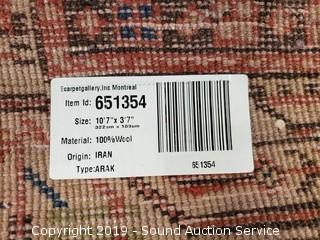 Ecarpetgallery.Inc Montreal
Item Id: 651354
Size: 10'7"x 3'7"
322cm x 109cm
Material: 100%Wool
Origin: IRAN
Type:ARAK
651354
Copyright 2019 - Sound Auction Service